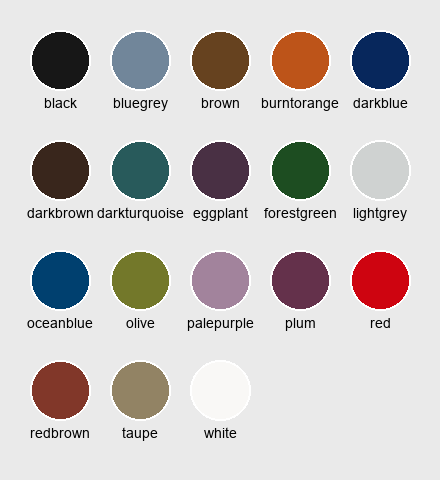 black bluegrey brown burntorange darkblue
darkbrown darkturquoise eggplant forestgreen lightgrey
oceanblue olive palepurple plum red
redbrown taupe white